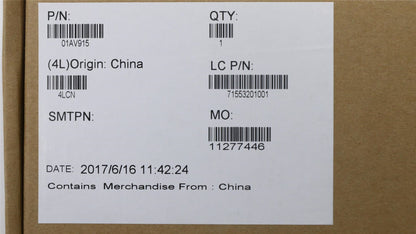 P/N:
QTY:
01AV915
1
(4L)Origin: China
LC P/N:
4LCN
71553201001
SMTPN:
MO:
11277446
DATE: 2017/6/16 11:42:24
Contains Merchandise From : China